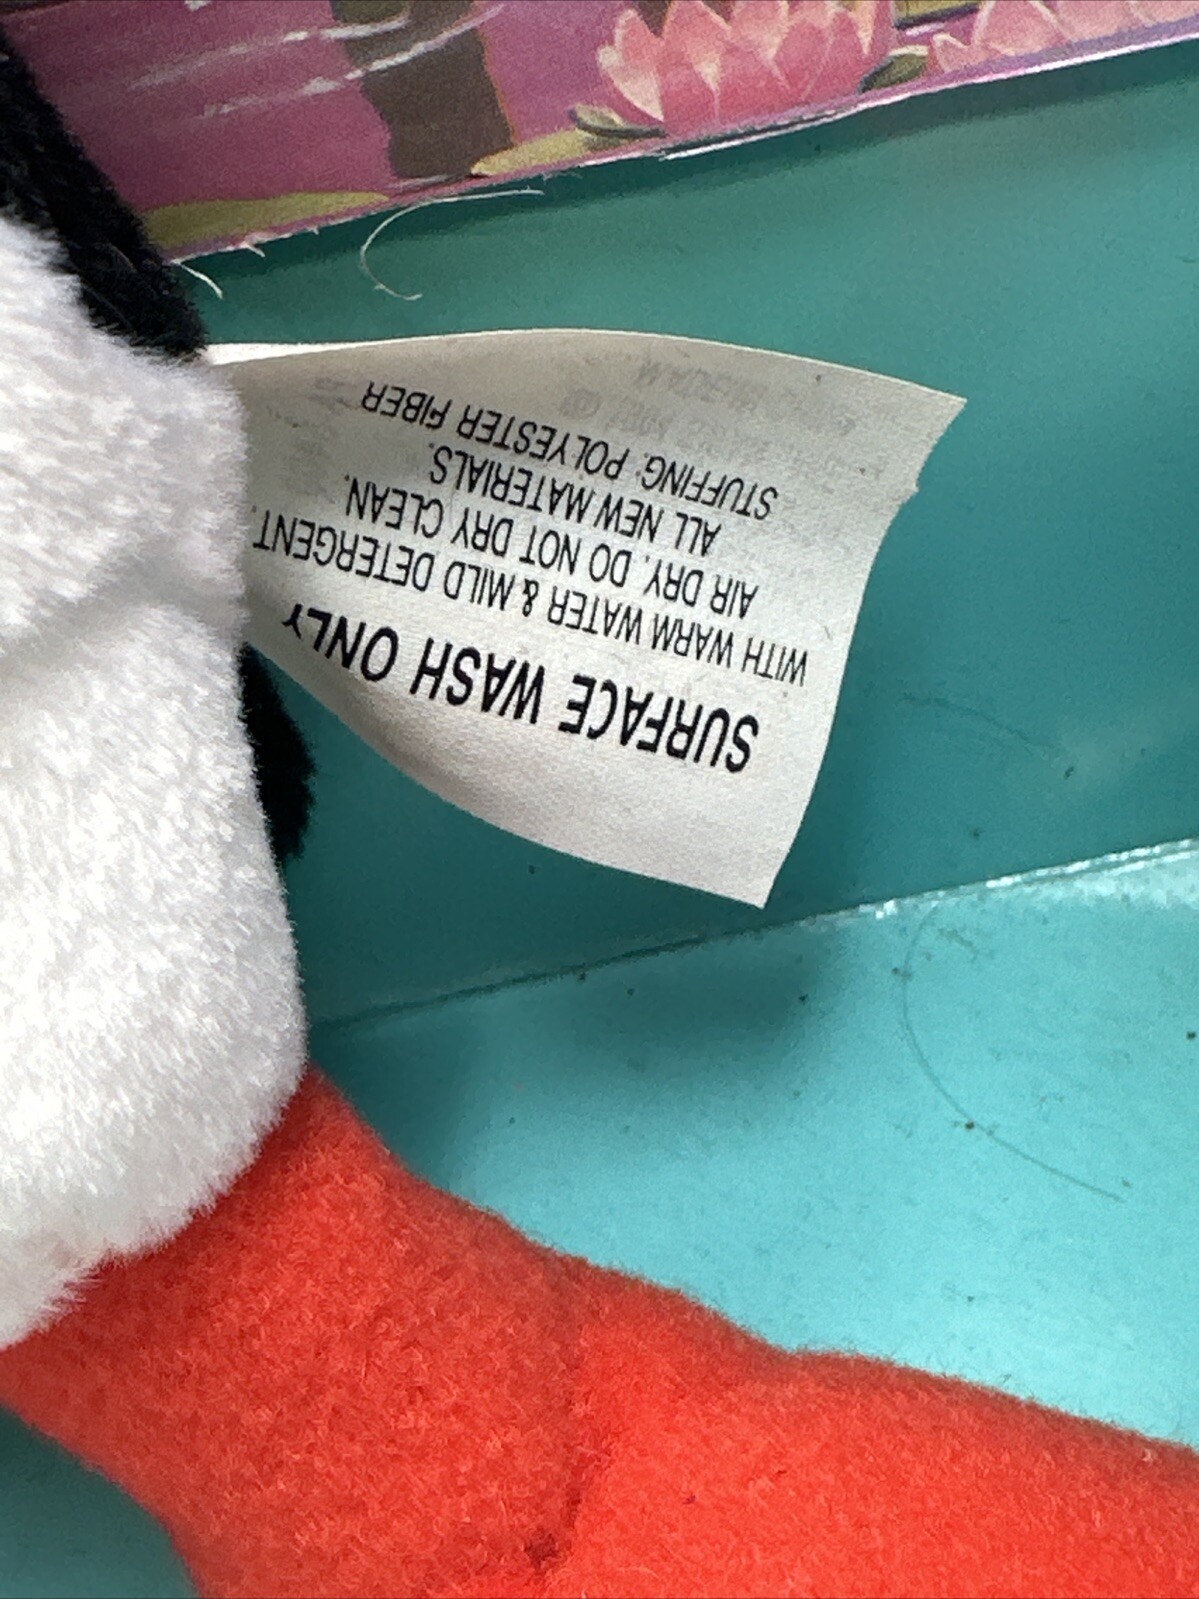 SURFACE WASH ONLY
WITH WARM WATER & MILD DETERGENT.
AIR DRY. DO NOT DRY CLEAN.
ALL NEW MATERIALS.
STUFFING: POLYESTER FIBER